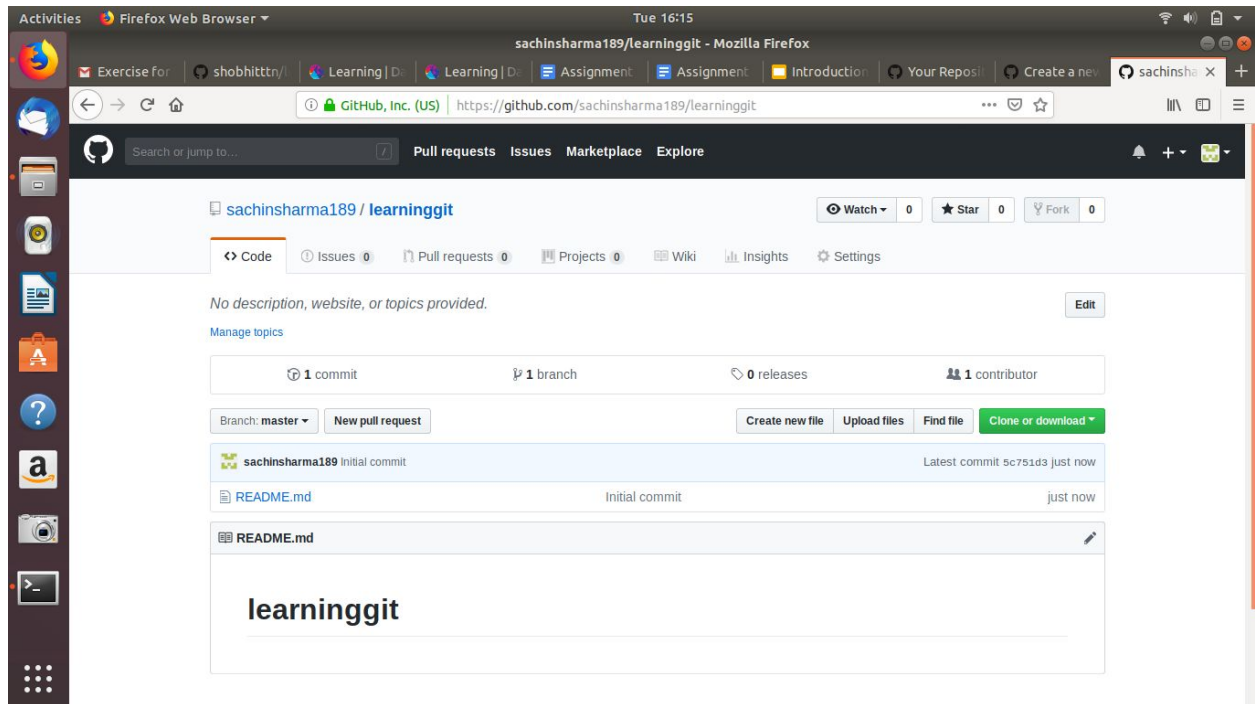 Activities Firefox Web Browser Tue 16:15
sachinsharma189/learninggit - Mozilla Firefox
Exercise for shobhitttn/l Learning | Da Learning | Da Assignment Assignment Introduction Your Reposit Create a new sachinsha
GitHub, Inc. (US) https://github.com/sachinsharma189/learninggit
Search or jump to... / Pull requests Issues Marketplace Explore
sachinsharma189 / learninggit Watch 0 Star 0 Fork 0
Code Issues 0 Pull requests 0 Projects 0 Wiki Insights Settings
No description, website, or topics provided. Edit
Manage topics
1 commit 1 branch 0 releases 1 contributor
Branch: master New pull request Create new file Upload files Find file Clone or download
sachinsharma189 Initial commit Latest commit 5c751d3 just now
README.md Initial commit just now
README.md
learninggit